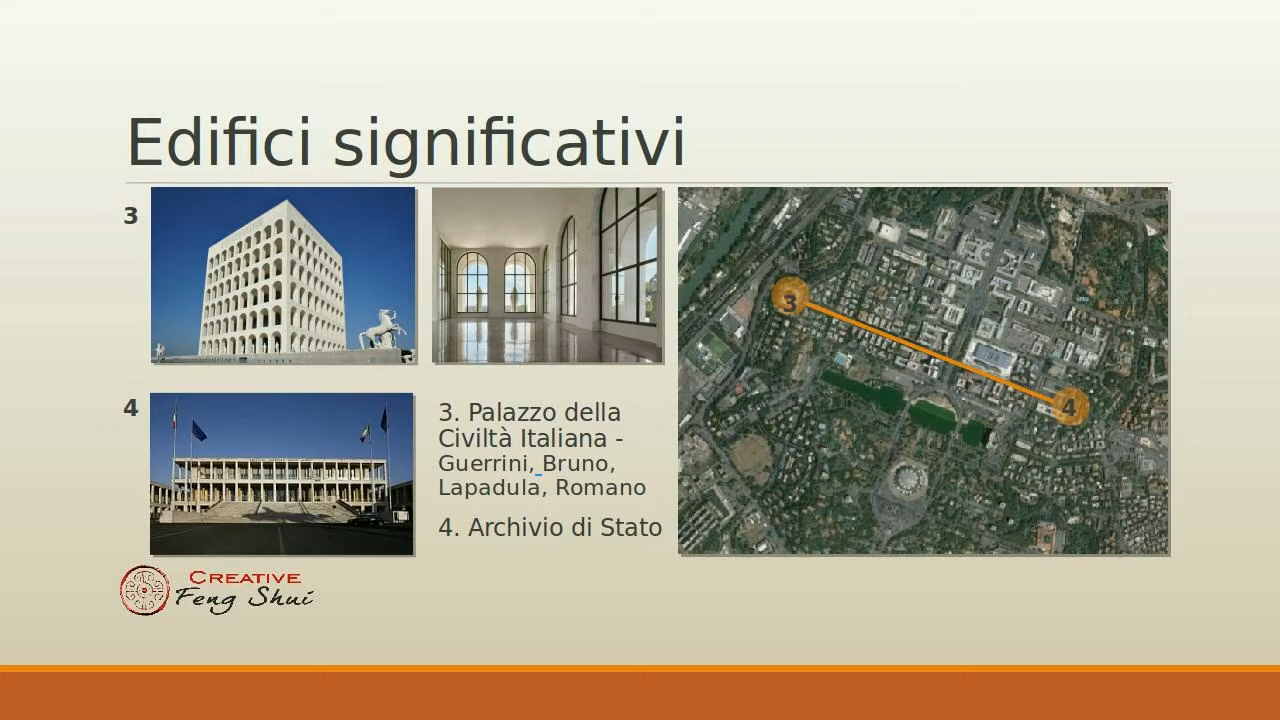 Edifici significativi
3
4
3. Palazzo della
Civiltà Italiana -
Guerrini, Bruno,
Lapadula, Romano
4. Archivio di Stato
3
4
CREATIVE
Feng Shui